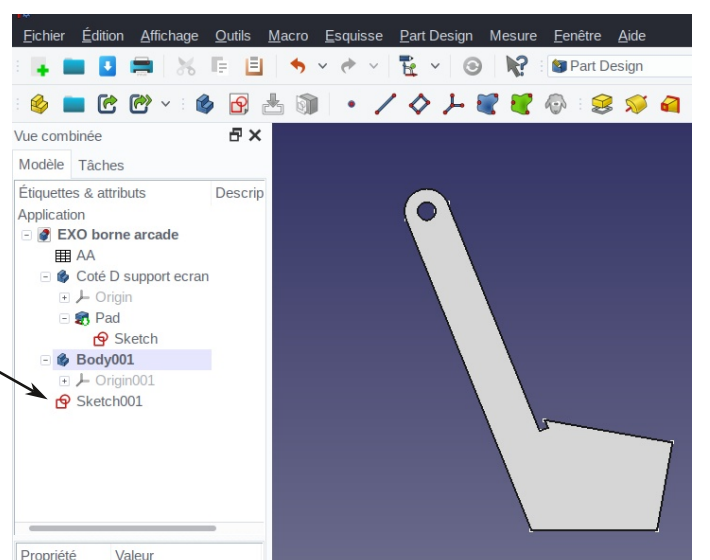 Fichier Édition Affichage Outils Macro Esquisse Part Design Mesure Fenêtre Aide
Part Design
Vue combinée
Modèle Tâches
Étiquettes & attributs Descrip
Application
EXO borne arcade
AA
Coté D support ecran
Origin
Pad
Sketch
Body001
Origin001
Sketch001
Propriété Valeur